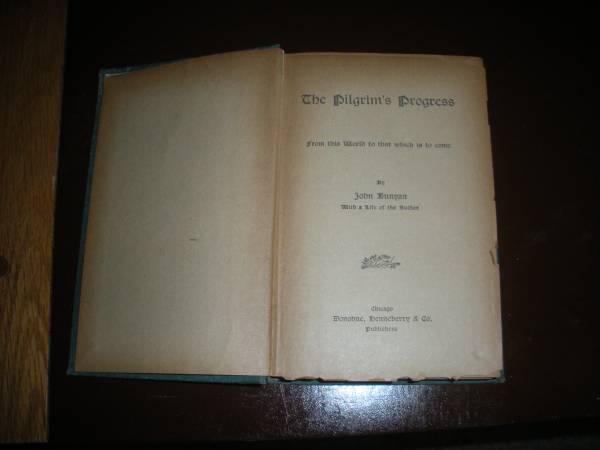 The Pilgrim's Progress
From this World to that which is to come
By
John Bunyan
With a Life of the Author
Chicago
Donohue, Henneberry & Co.
Publishers